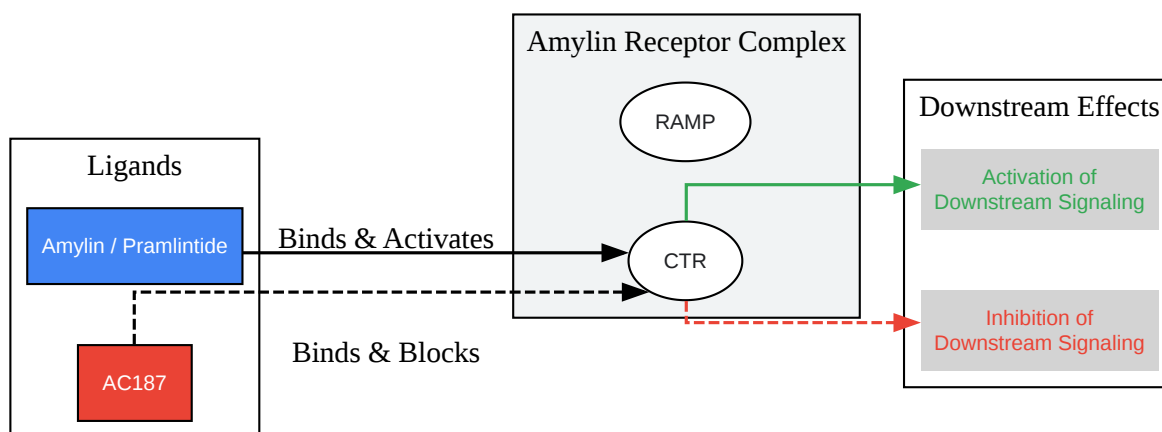 Ligands
Amylin / Pramlintide
AC187
Binds & Activates
Binds & Blocks
Amylin Receptor Complex
RAMP
CTR
Downstream Effects
Activation of
Downstream Signaling
Inhibition of
Downstream Signaling